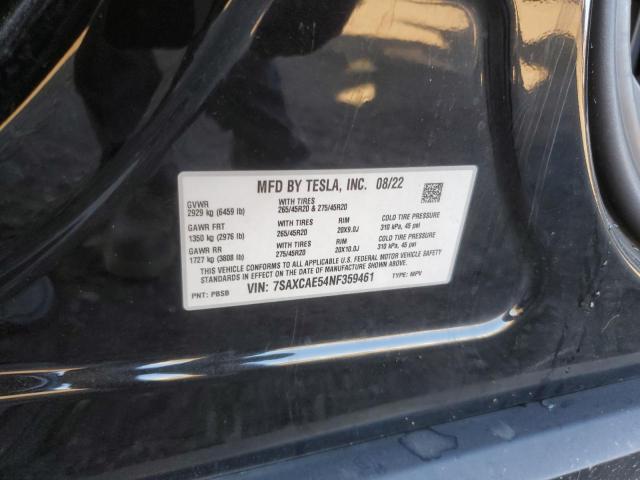 MFD BY TESLA, INC. 08/22
GVWR WITH TIRES
2929 kg (6459 lb) 265/45R20 & 275/45R20
GAWR FRT WITH TIRES RIM COLD TIRE PRESSURE
1350 kg (2976 lb) 265/45R20 20X9.0J 310 kPa, 45 psi
GAWR RR WITH TIRES RIM COLD TIRE PRESSURE
1727 kg (3808 lb) 275/45R20 20X10.0J 310 kPa, 45 psi
THIS VEHICLE CONFORMS TO ALL APPLICABLE U.S. FEDERAL MOTOR VEHICLE SAFETY
STANDARDS IN EFFECT ON THE DATE OF MANUFACTURE SHOWN ABOVE.
PNT: PBSB VIN: 7SAXCAE54NF359461 TYPE: MPV